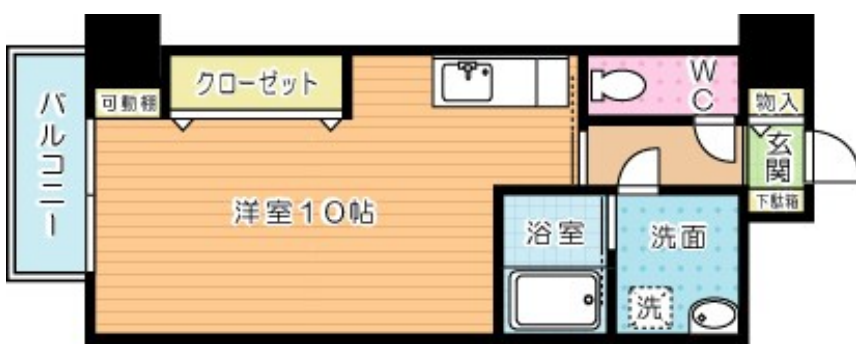 バルコニー
可動棚
クローゼット
洋室10帖
浴室
洗面
洗
WC
物入
玄関
下駄箱